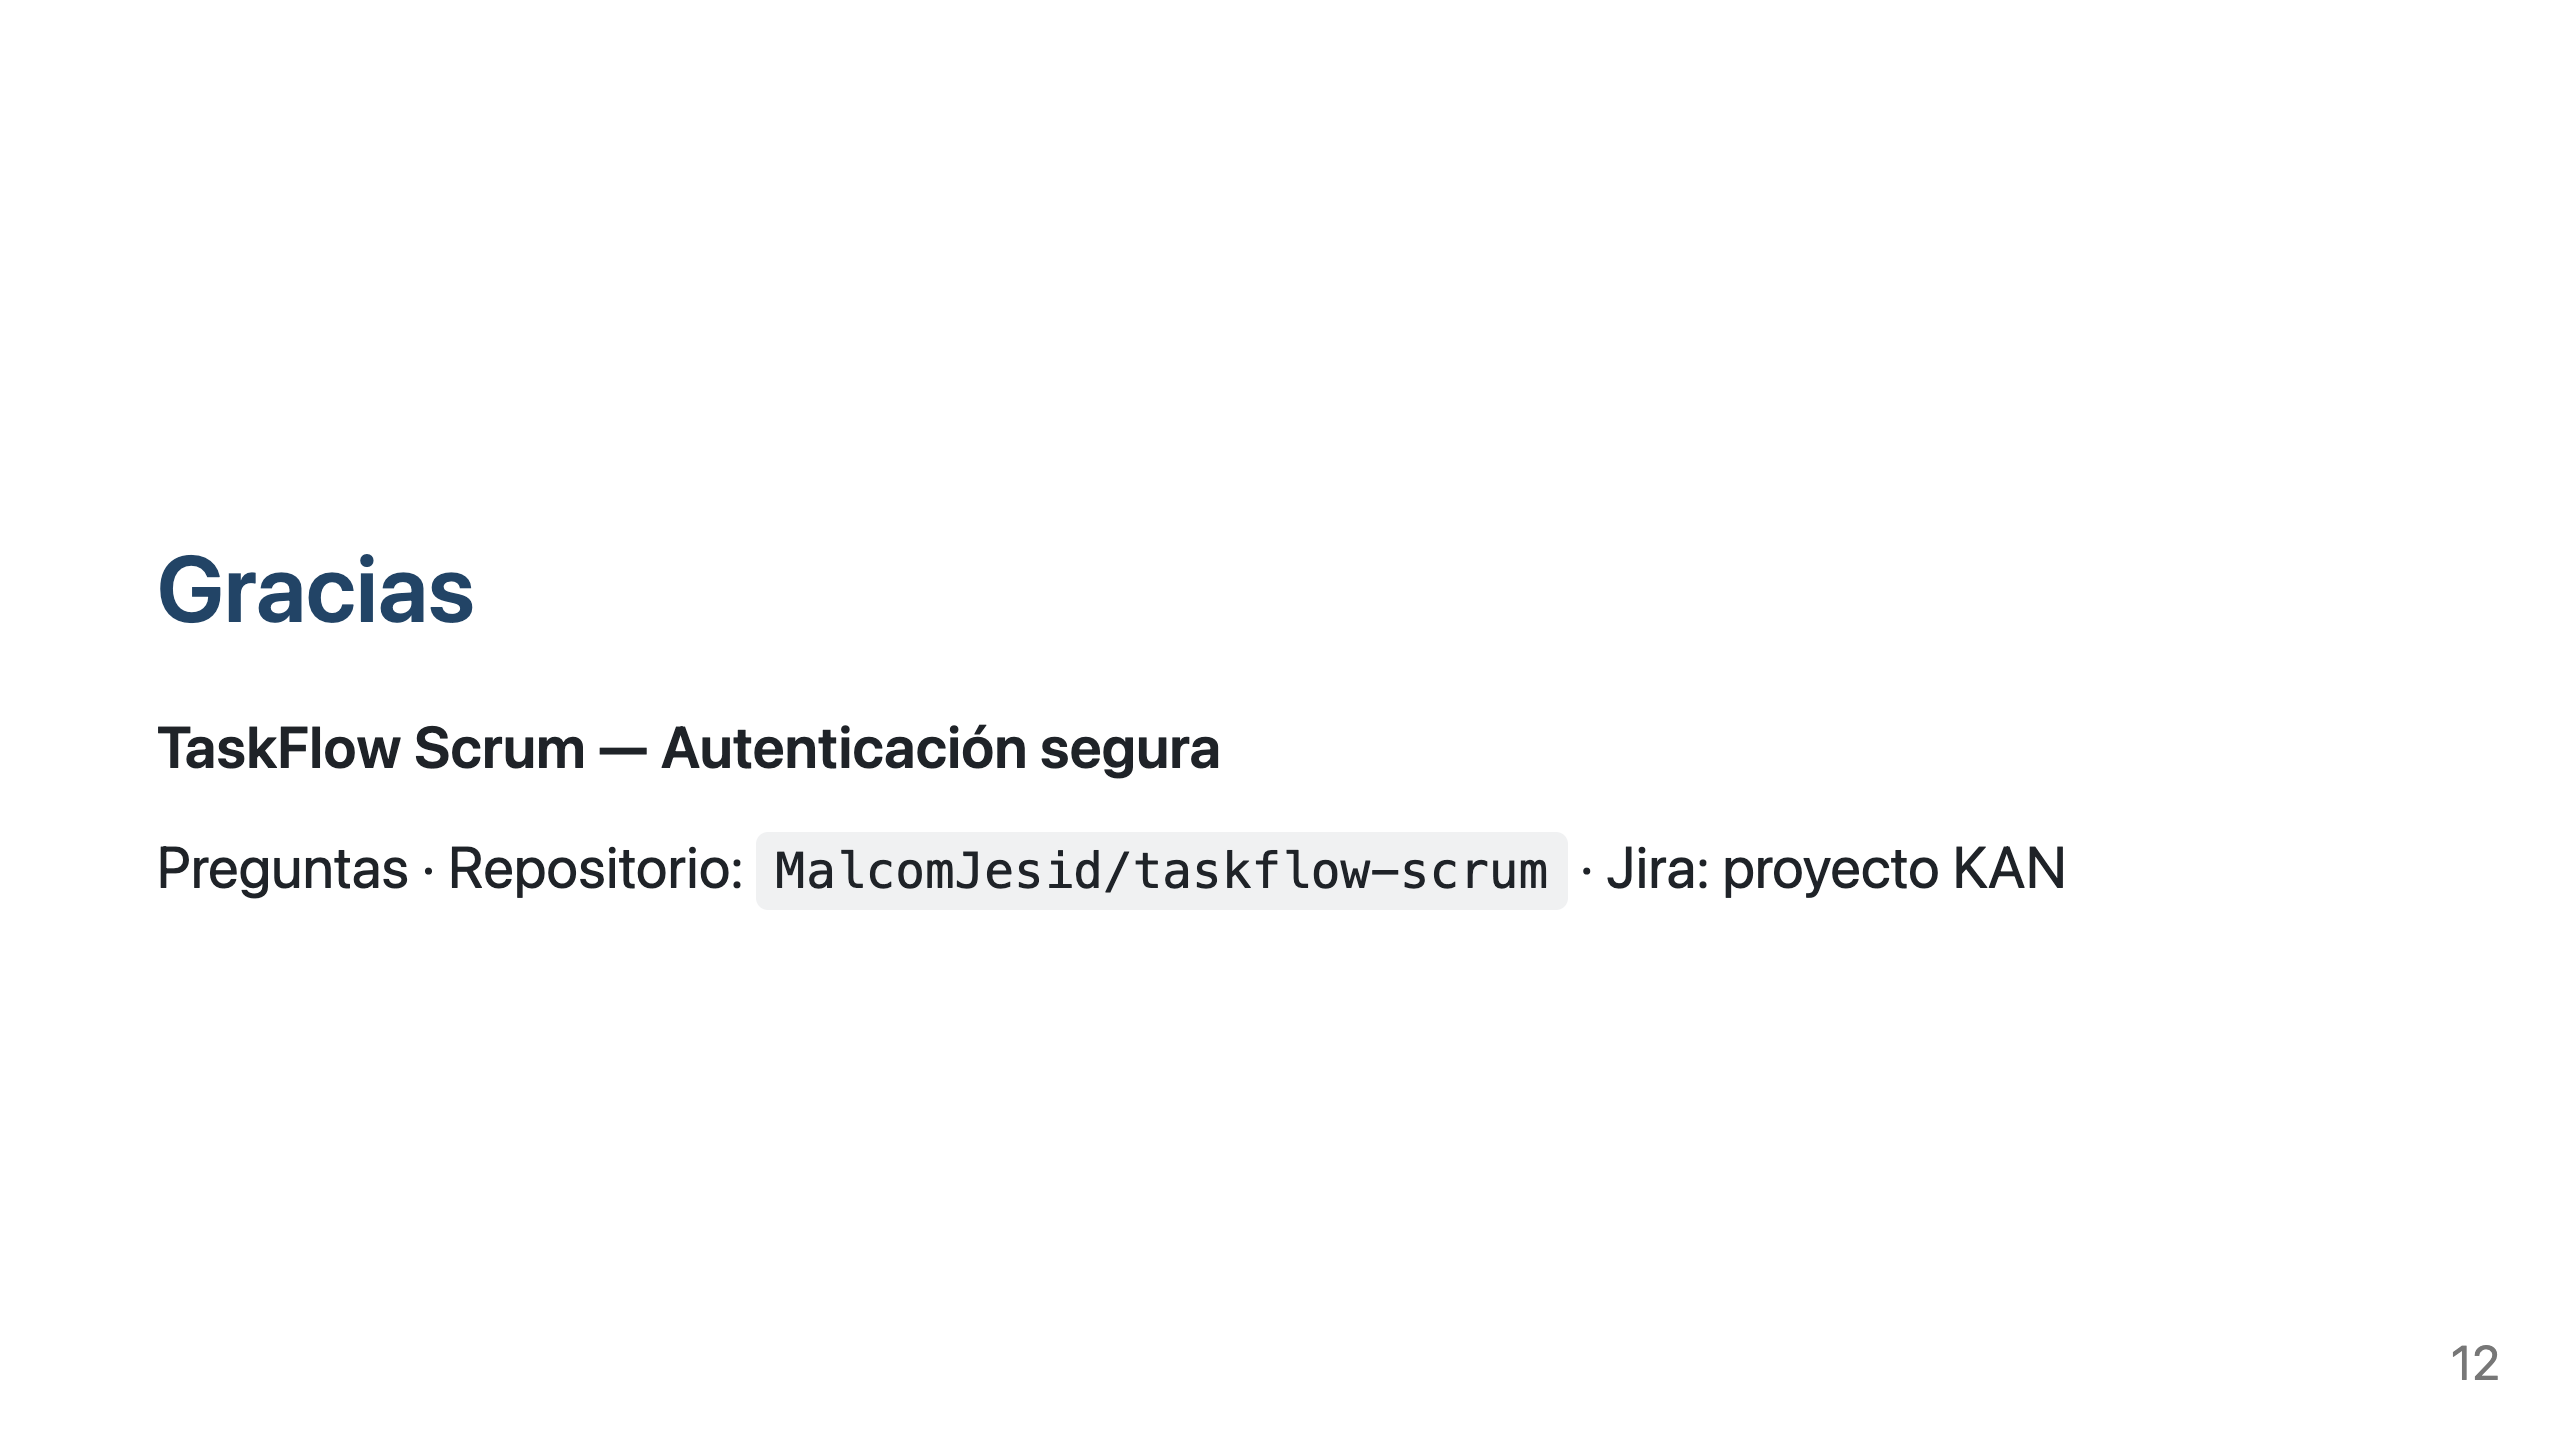 Gracias
TaskFlow Scrum — Autenticación segura
Preguntas · Repositorio: MalcomJesid/taskflow-scrum · Jira: proyecto KAN
12